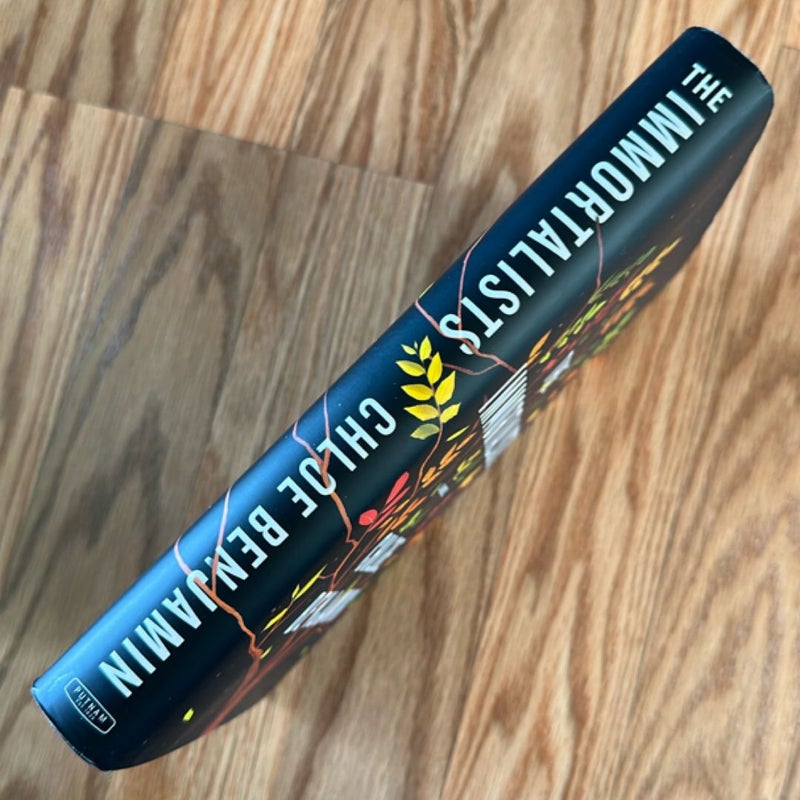 THE IMMORTALISTS
CHLOE BENJAMIN
PUTNAM